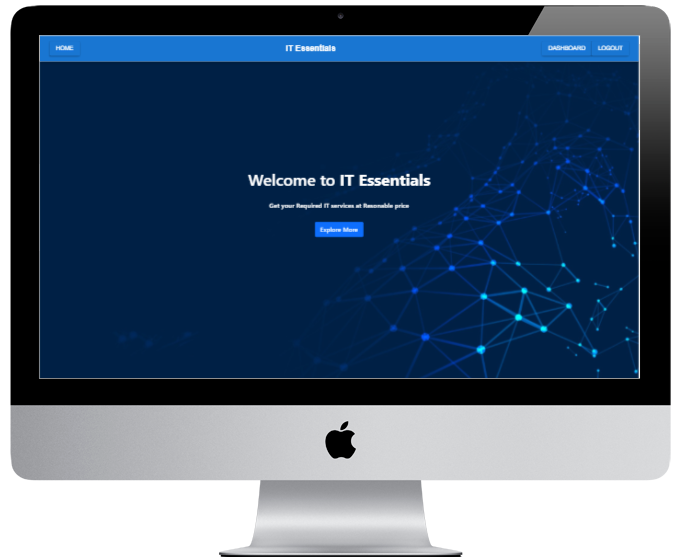 HOME IT Essentials DASHBOARD LOGOUT
Welcome to IT Essentials
Get your Required IT services at Resonable price
Explore More